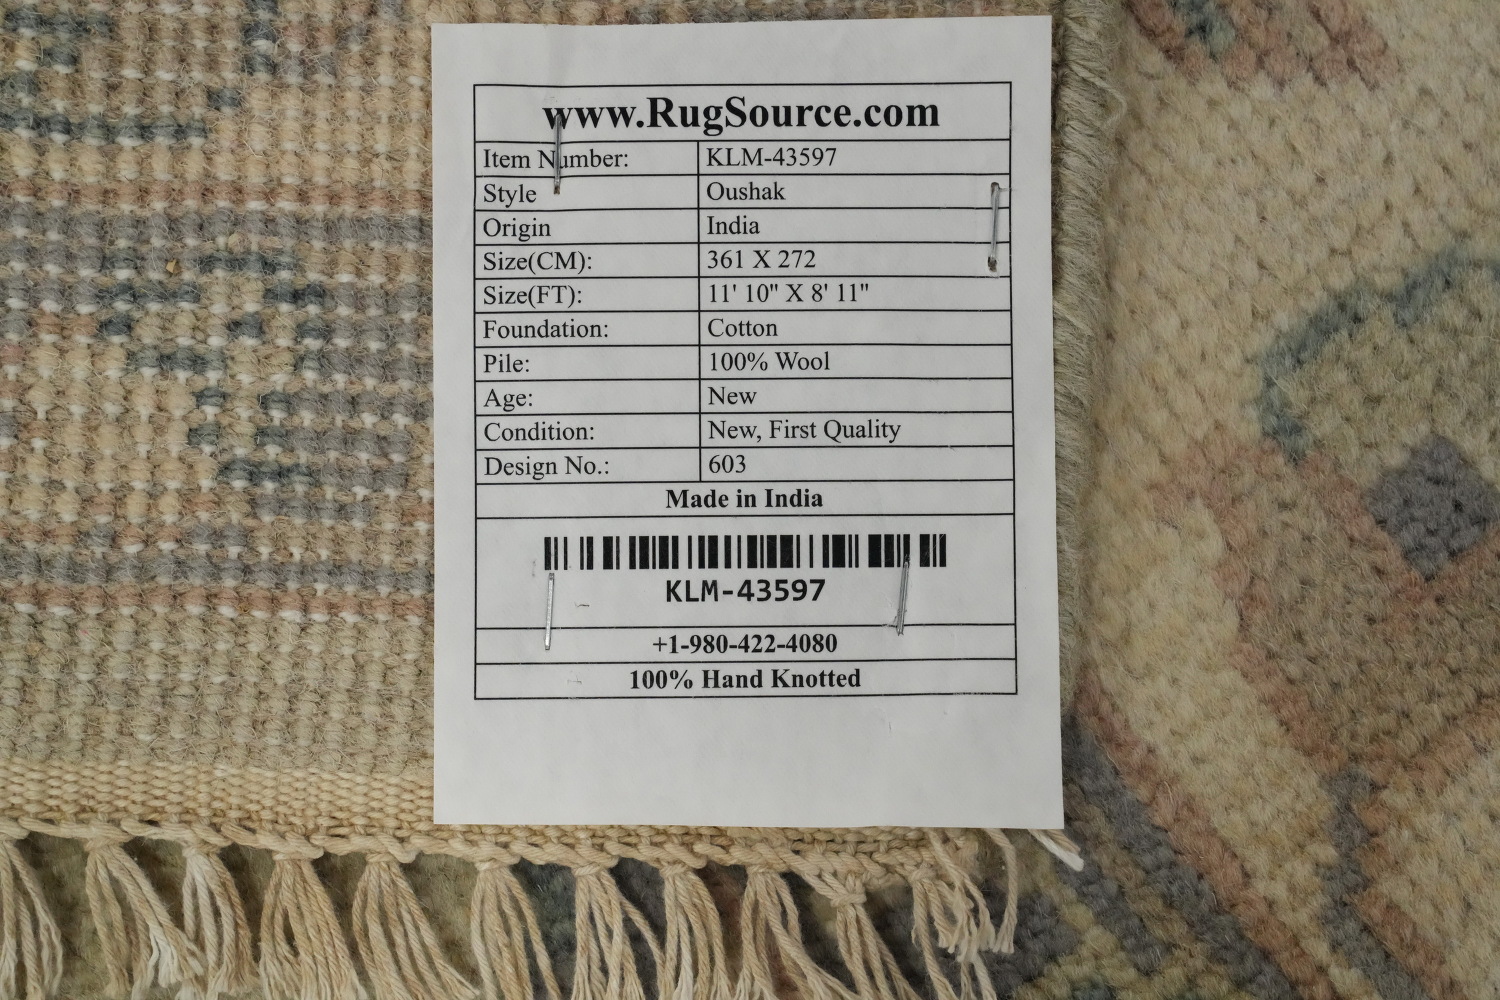 www.RugSource.com
Item Number: KLM-43597
Style Oushak
Origin India
Size(CM): 361 X 272
Size(FT): 11' 10" X 8' 11"
Foundation: Cotton
Pile: 100% Wool
Age: New
Condition: New, First Quality
Design No.: 603
Made in India
KLM-43597
+1-980-422-4080
100% Hand Knotted